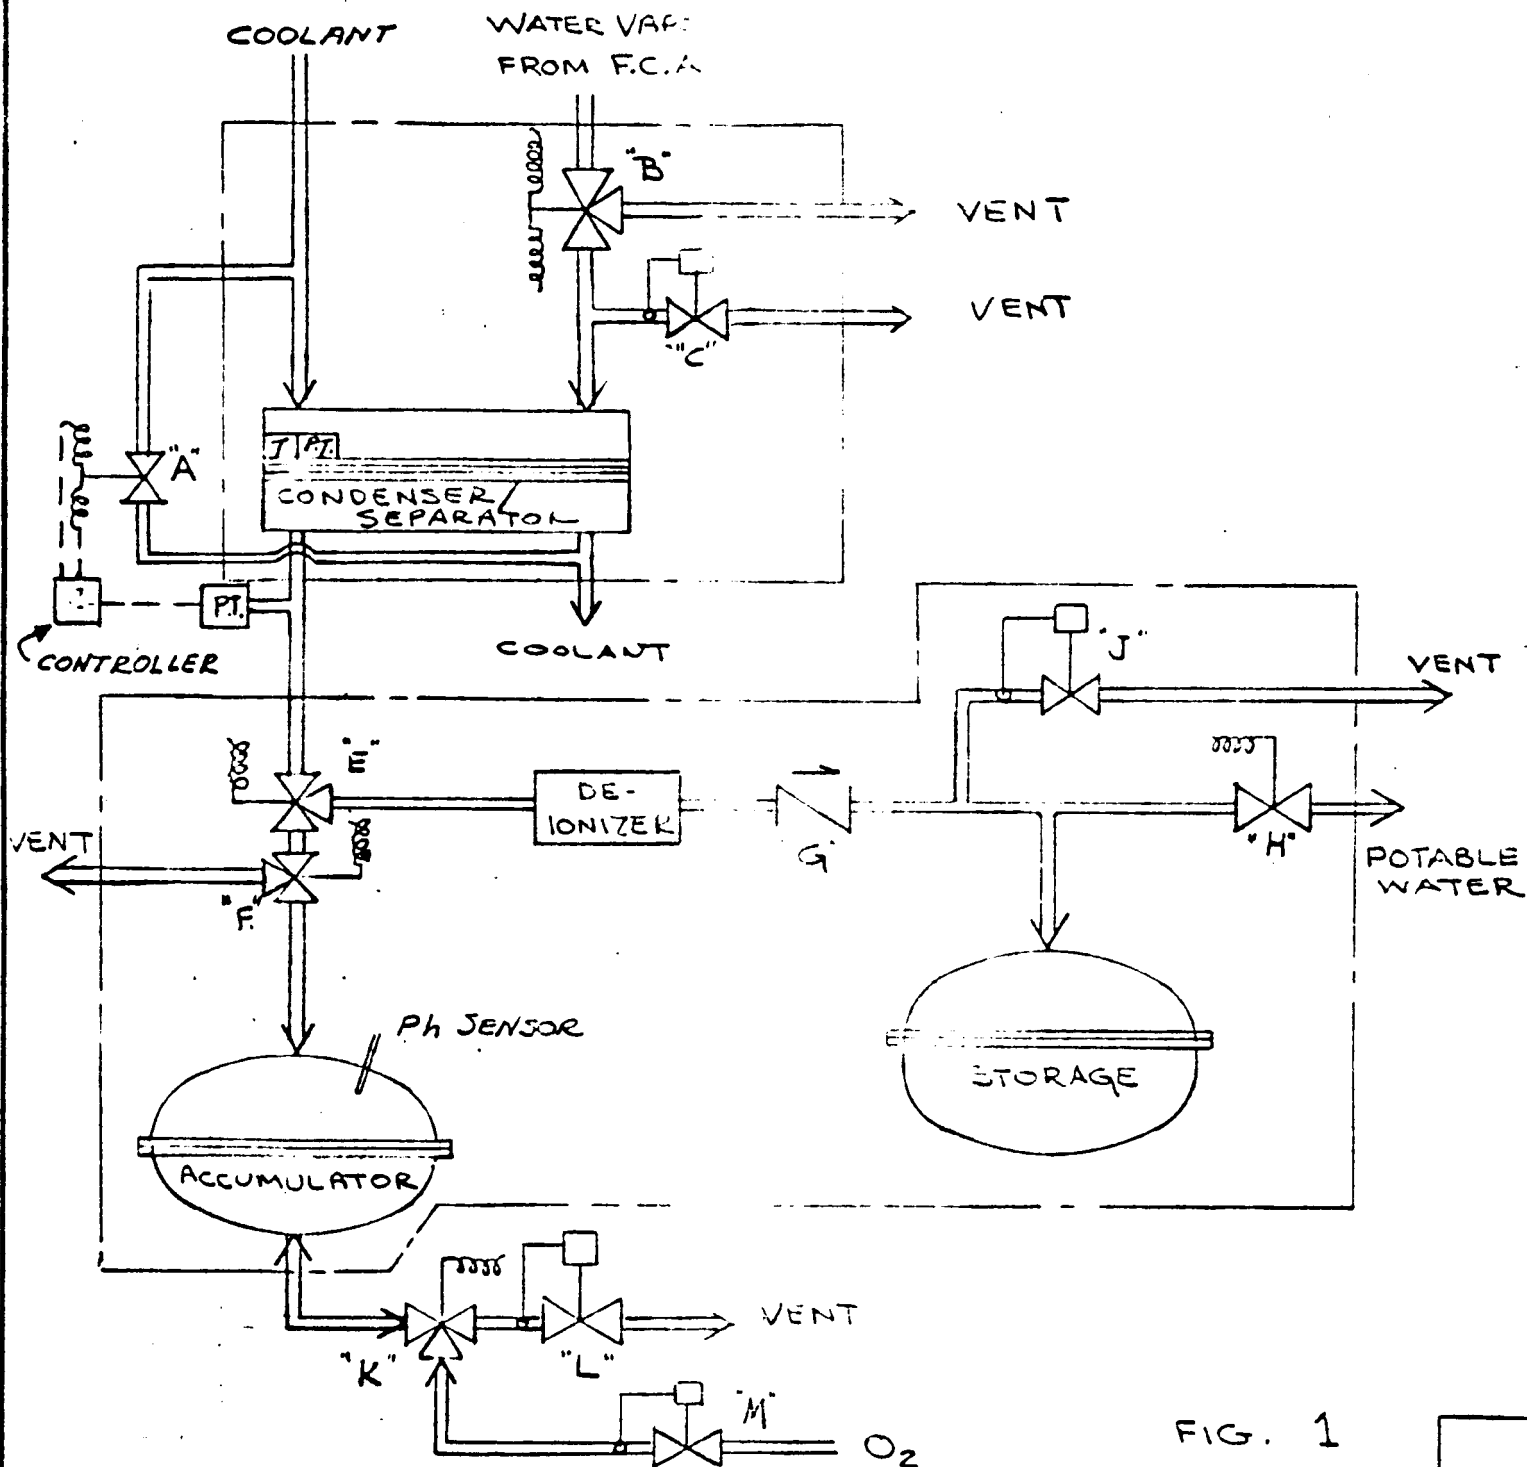 COOLANT
WATER
FROM F.C.A
"B"
VENT
VENT
"C"
"A"
T P.T.
CONDENSER/
SEPARATOR
P.T.
CONTROLLER
COOLANT
"J"
VENT
"E"
DE-
IONIZER
G
"H"
POTABLE
WATER
VENT
"F"
Ph SENSOR
ACCUMULATOR
STORAGE
"K"
"L"
VENT
"M"
O2
FIG. 1